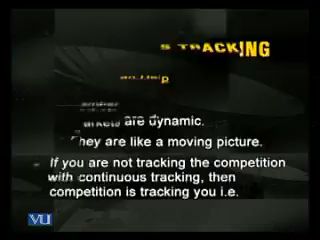 S TRACKING
are dynamic.
hey are like a moving picture.
If you are not tracking the competition
with continuous tracking, then
competition is tracking you i.e.
VU